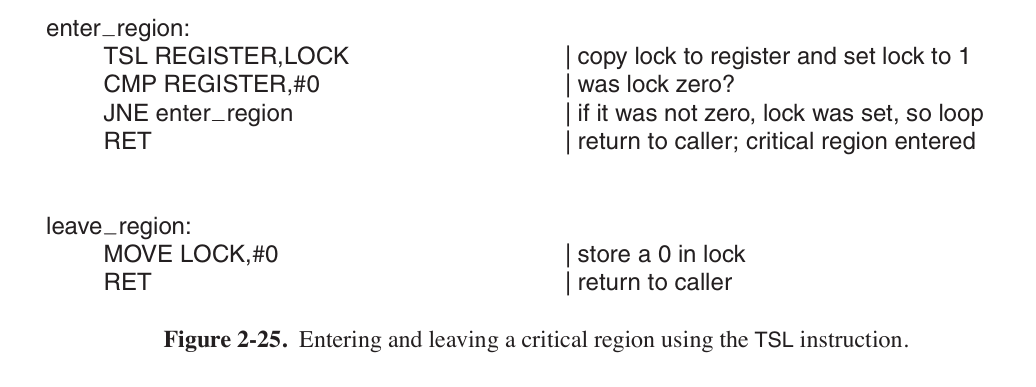 enter_region:
TSL REGISTER,LOCK | copy lock to register and set lock to 1
CMP REGISTER,#0 | was lock zero?
JNE enter_region | if it was not zero, lock was set, so loop
RET | return to caller; critical region entered
leave_region:
MOVE LOCK,#0 | store a 0 in lock
RET | return to caller
Figure 2-25. Entering and leaving a critical region using the TSL instruction.